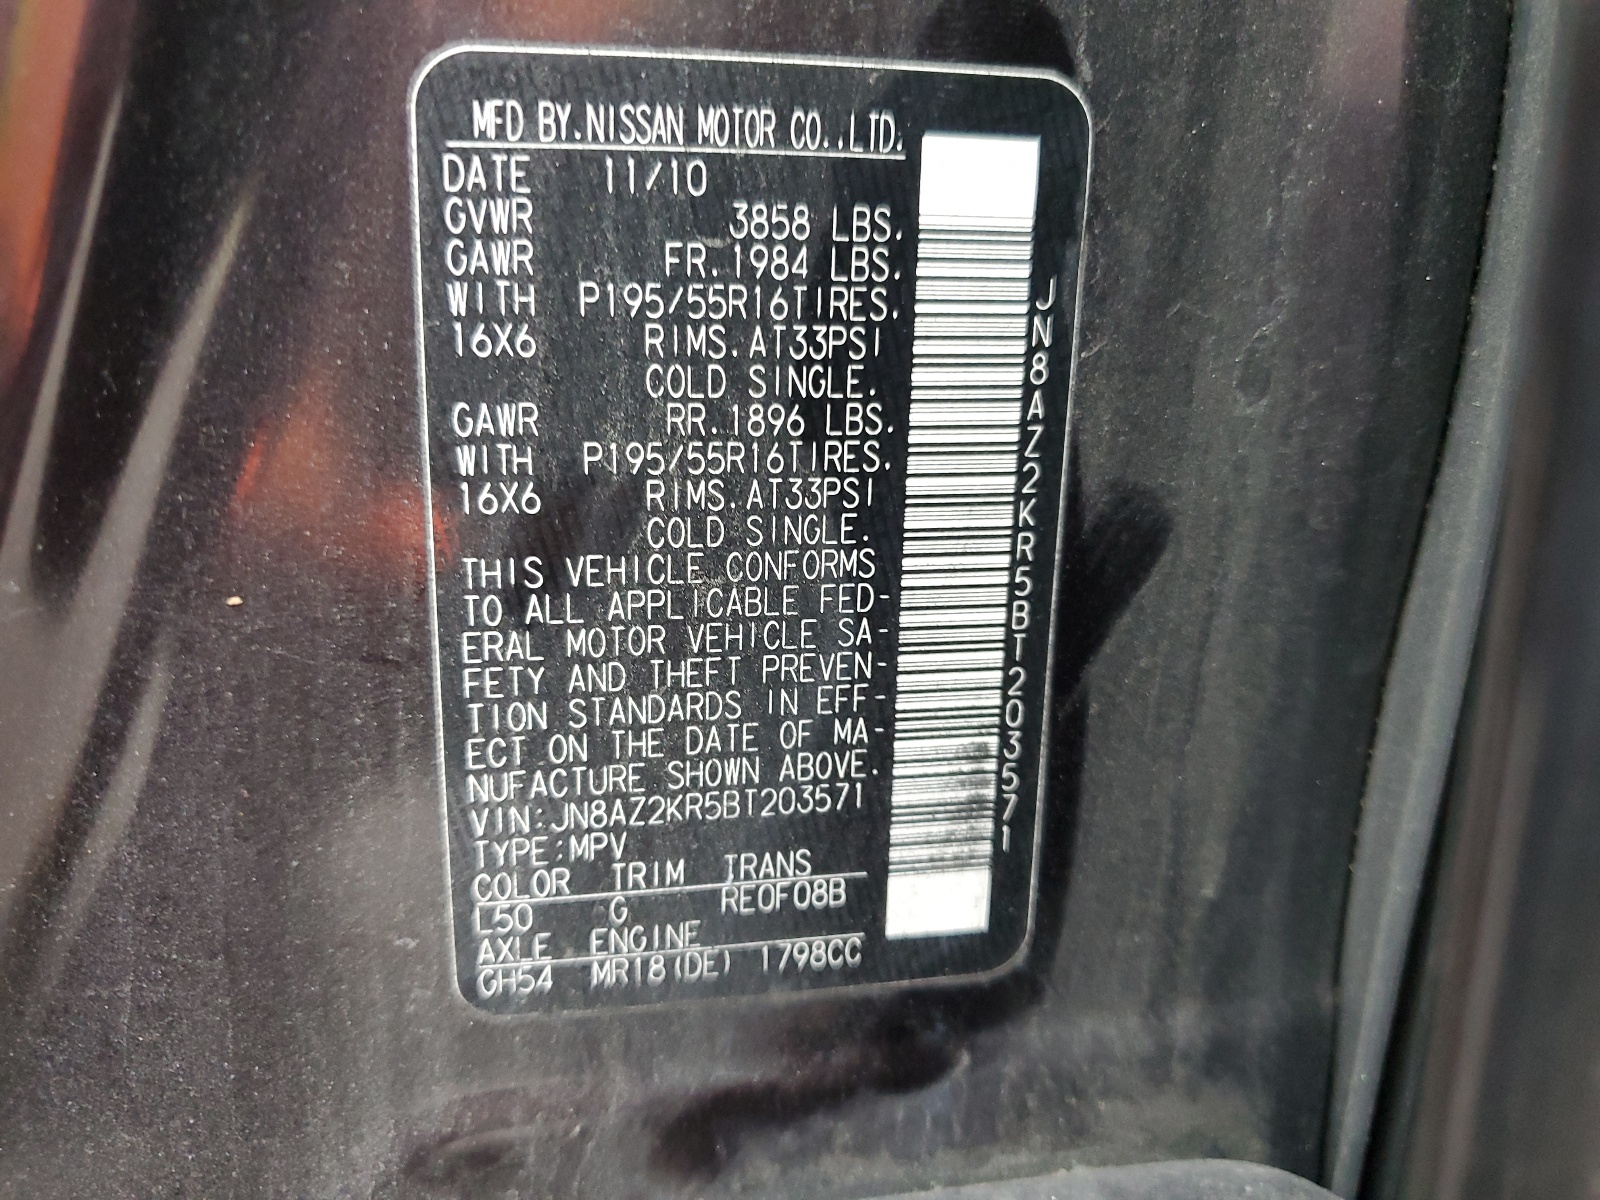 MFD BY.NISSAN MOTOR CO.,LTD.
DATE 11/10
GVWR 3858 LBS.
GAWR FR. 1984 LBS.
WITH P195/55R16TIRES.
16X6 RIMS. AT33PSI
COLD SINGLE.
GAWR RR. 1896 LBS.
WITH P195/55R16TIRES.
16X6 RIMS. AT33PSI
COLD SINGLE.
THIS VEHICLE CONFORMS
TO ALL APPLICABLE FED-
ERAL MOTOR VEHICLE SA-
FETY AND THEFT PREVEN-
TION STANDARDS IN EFF-
ECT ON THE DATE OF MA-
NUFACTURE SHOWN ABOVE.
VIN:JN8AZ2KR5BT203571
TYPE:MPV
COLOR TRIM TRANS
L50 G RE0F08B
AXLE ENGINE
GH54 MR18(DE) 1798CC
JN8AZ2KR5BT203571